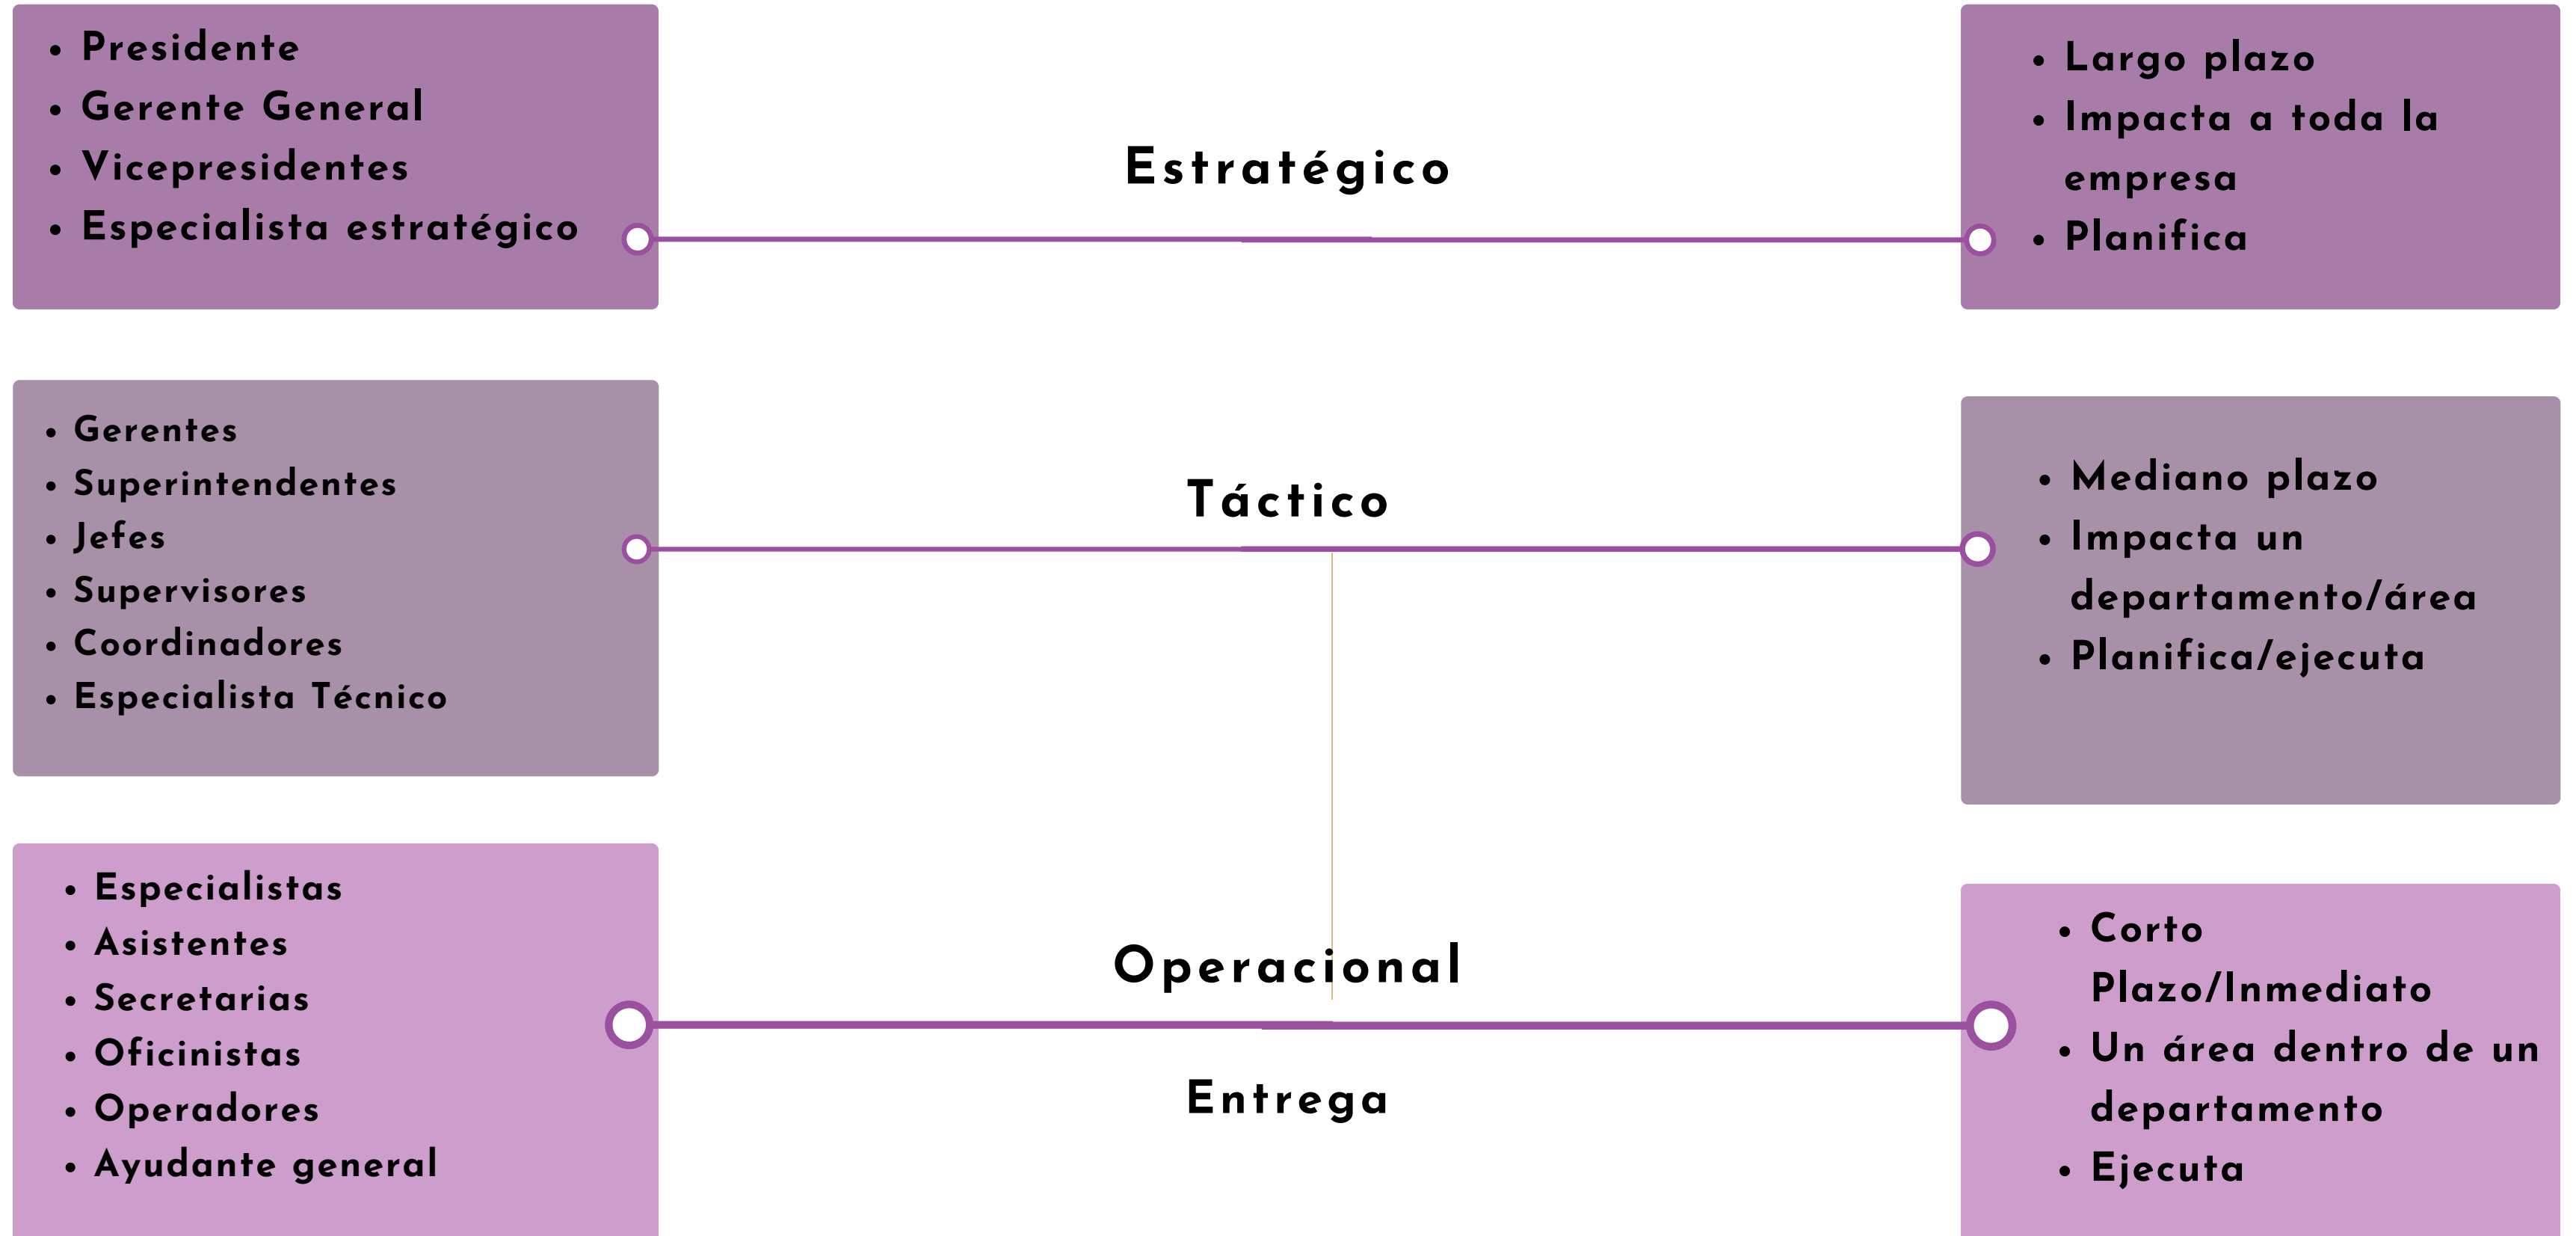 • Presidente
• Gerente General
• Vicepresidentes
• Especialista estratégico
Estratégico
• Largo plazo
• Impacta a toda la
empresa
• Planifica
• Gerentes
• Superintendentes
• Jefes
• Supervisores
• Coordinadores
• Especialista Técnico
Táctico
• Mediano plazo
• Impacta un
departamento/área
• Planifica/ejecuta
• Especialistas
• Asistentes
• Secretarias
• Oficinistas
• Operadores
• Ayudante general
Operacional
Entrega
• Corto
Plazo/Inmediato
• Un área dentro de un
departamento
• Ejecuta